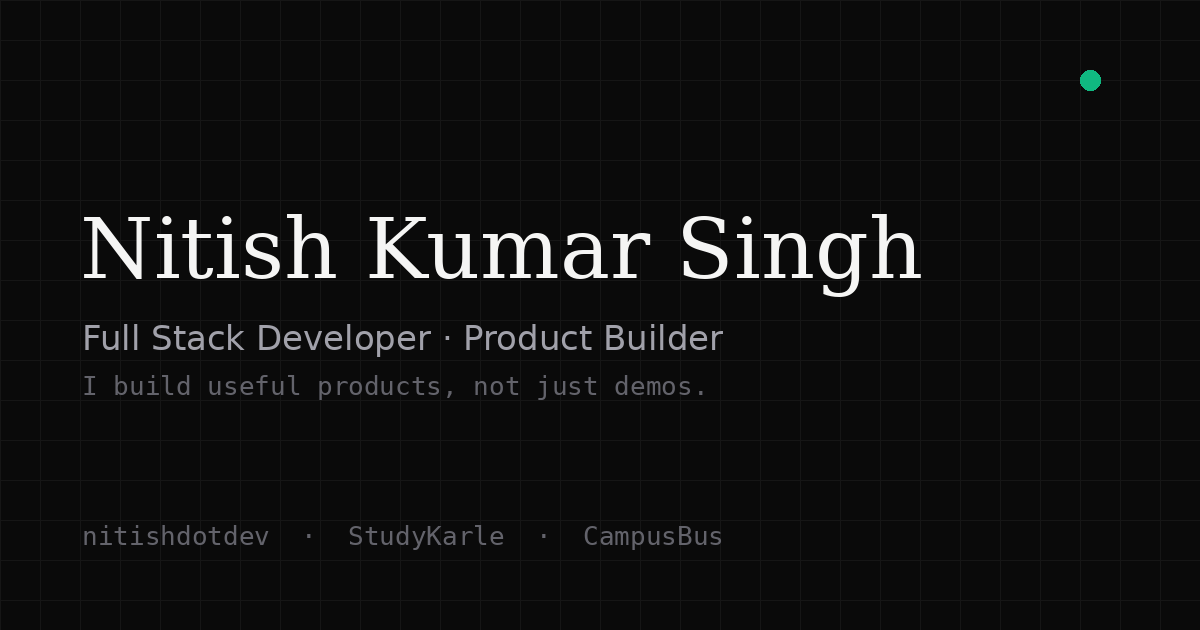 Nitish Kumar Singh
Full Stack Developer · Product Builder
I build useful products, not just demos.
nitishdotdev · StudyKarle · CampusBus